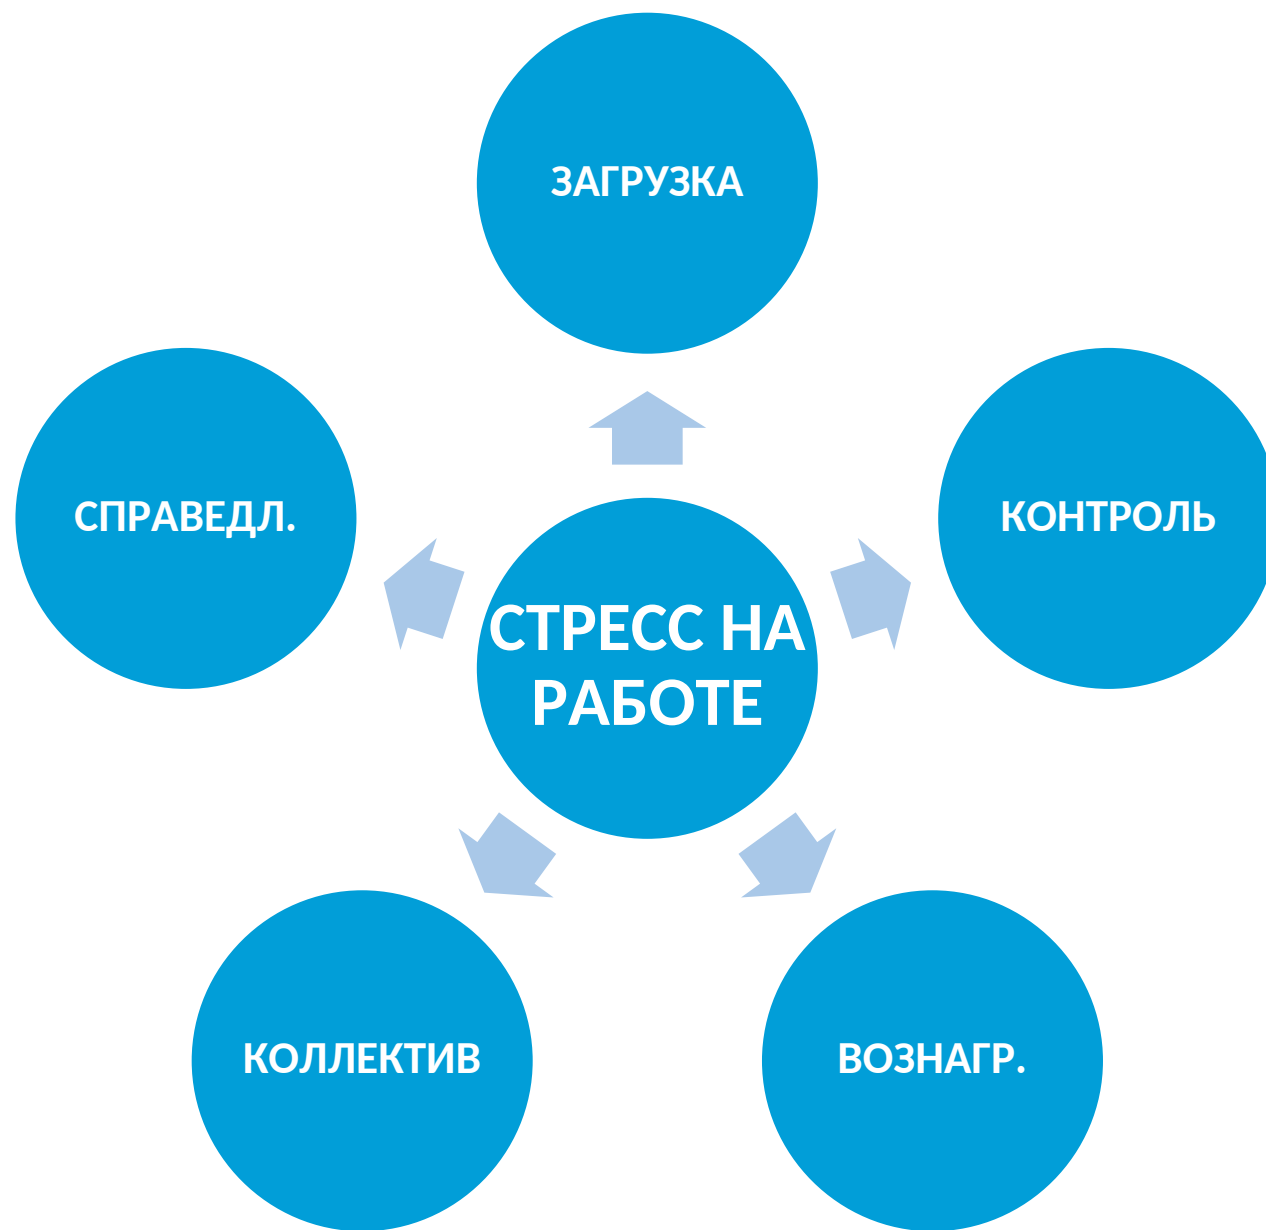 ЗАГРУЗКА
СПРАВЕДЛ.
КОНТРОЛЬ
СТРЕСС НА
РАБОТЕ
КОЛЛЕКТИВ
ВОЗНАГР.